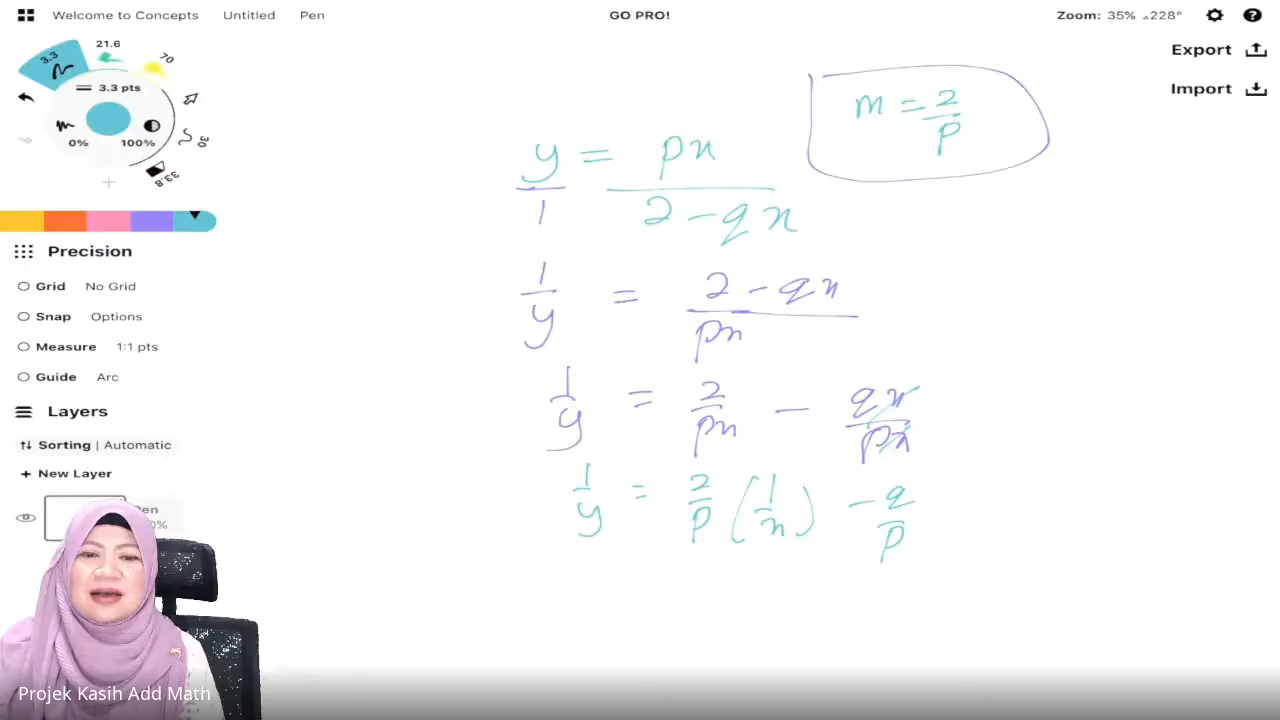 Welcome to Concepts Untitled Pen GO PRO! Zoom: 35% ⊿228°
Export
Import
3.3 21.6 70
3.3 pts
0% 100%
30
33.8
Precision
Grid No Grid
Snap Options
Measure 1:1 pts
Guide Arc
Layers
Sorting | Automatic
+ New Layer
Pen
m = 2/p
y/1 = px/(2 - qx)
1/y = (2 - qx)/px
1/y = 2/px - qx/px
1/y = 2/p (1/x) - q/p
Projek Kasih Add Math